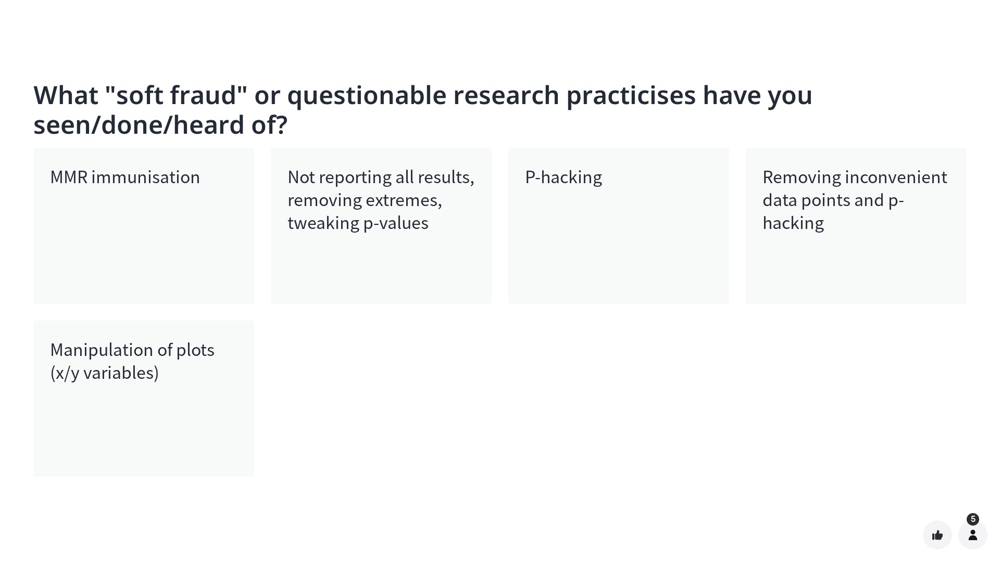 What "soft fraud" or questionable research practicises have you
seen/done/heard of?
MMR immunisation
Not reporting all results,
removing extremes,
tweaking p-values
P-hacking
Removing inconvenient
data points and p-
hacking
Manipulation of plots
(x/y variables)
5